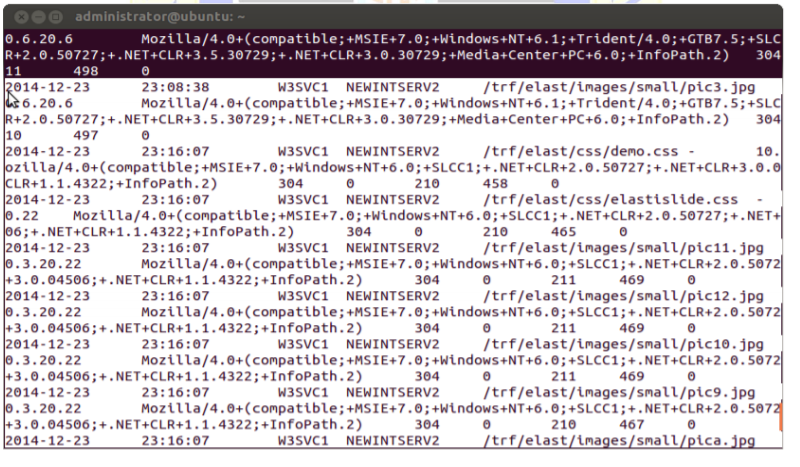 administrator@ubuntu: ~
0.6.20.6 Mozilla/4.0+(compatible;+MSIE+7.0;+Windows+NT+6.1;+Trident/4.0;+GTB7.5;+SLC
R+2.0.50727;+.NET+CLR+3.5.30729;+.NET+CLR+3.0.30729;+Media+Center+PC+6.0;+InfoPath.2) 304
11 498 0
2014-12-23 23:08:38 W3SVC1 NEWINTSERV2 /trf/elast/images/small/pic3.jpg
0.6.20.6 Mozilla/4.0+(compatible;+MSIE+7.0;+Windows+NT+6.1;+Trident/4.0;+GTB7.5;+SLC
R+2.0.50727;+.NET+CLR+3.5.30729;+.NET+CLR+3.0.30729;+Media+Center+PC+6.0;+InfoPath.2) 304
10 497 0
2014-12-23 23:16:07 W3SVC1 NEWINTSERV2 /trf/elast/css/demo.css - 10.
ozilla/4.0+(compatible;+MSIE+7.0;+Windows+NT+6.0;+SLCC1;+.NET+CLR+2.0.50727;+.NET+CLR+3.0.0
CLR+1.1.4322;+InfoPath.2) 304 0 210 458 0
2014-12-23 23:16:07 W3SVC1 NEWINTSERV2 /trf/elast/css/elastislide.css -
0.22 Mozilla/4.0+(compatible;+MSIE+7.0;+Windows+NT+6.0;+SLCC1;+.NET+CLR+2.0.50727;+.NET+
06;+.NET+CLR+1.1.4322;+InfoPath.2) 304 0 210 465 0
2014-12-23 23:16:07 W3SVC1 NEWINTSERV2 /trf/elast/images/small/pic11.jpg
0.3.20.22 Mozilla/4.0+(compatible;+MSIE+7.0;+Windows+NT+6.0;+SLCC1;+.NET+CLR+2.0.5072
+3.0.04506;+.NET+CLR+1.1.4322;+InfoPath.2) 304 0 211 469 0
2014-12-23 23:16:07 W3SVC1 NEWINTSERV2 /trf/elast/images/small/pic12.jpg
0.3.20.22 Mozilla/4.0+(compatible;+MSIE+7.0;+Windows+NT+6.0;+SLCC1;+.NET+CLR+2.0.5072
+3.0.04506;+.NET+CLR+1.1.4322;+InfoPath.2) 304 0 211 469 0
2014-12-23 23:16:07 W3SVC1 NEWINTSERV2 /trf/elast/images/small/pic10.jpg
0.3.20.22 Mozilla/4.0+(compatible;+MSIE+7.0;+Windows+NT+6.0;+SLCC1;+.NET+CLR+2.0.5072
+3.0.04506;+.NET+CLR+1.1.4322;+InfoPath.2) 304 0 211 469 0
2014-12-23 23:16:07 W3SVC1 NEWINTSERV2 /trf/elast/images/small/pic9.jpg
0.3.20.22 Mozilla/4.0+(compatible;+MSIE+7.0;+Windows+NT+6.0;+SLCC1;+.NET+CLR+2.0.5072
+3.0.04506;+.NET+CLR+1.1.4322;+InfoPath.2) 304 0 210 467 0
2014-12-23 23:16:07 W3SVC1 NEWINTSERV2 /trf/elast/images/small/pica.jpg